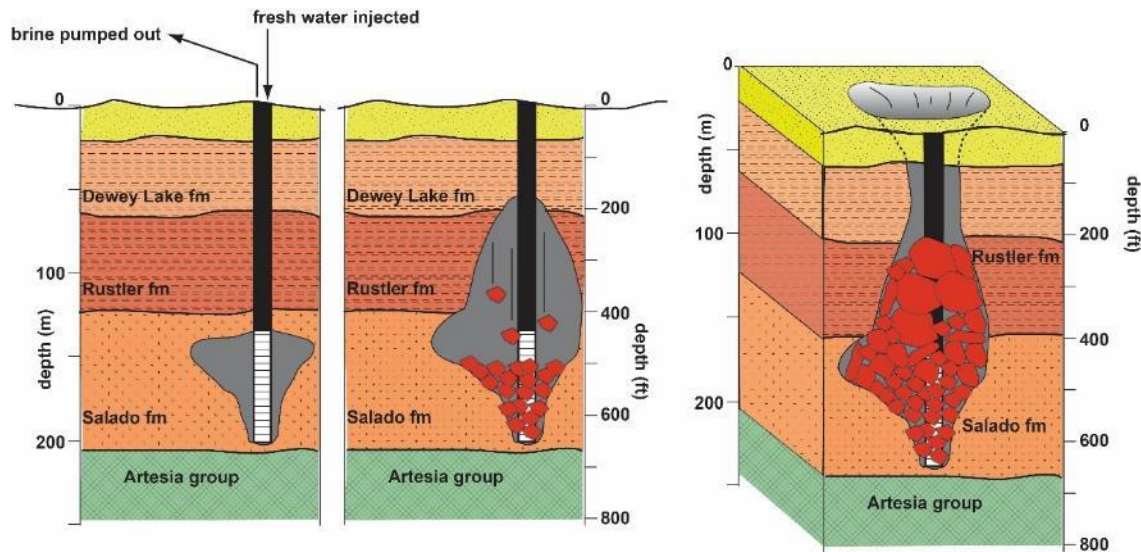 fresh water injected
brine pumped out
0
Dewey Lake fm
100
Rustler fm
depth (m)
Salado fm
200
Artesia group
0
Dewey Lake fm
200
Rustler fm
400
depth (ft)
Salado fm
600
Artesia group
800
0
depth (m)
0
100
200
Rustler fm
400
depth (ft)
200
Salado fm
600
Artesia group
800